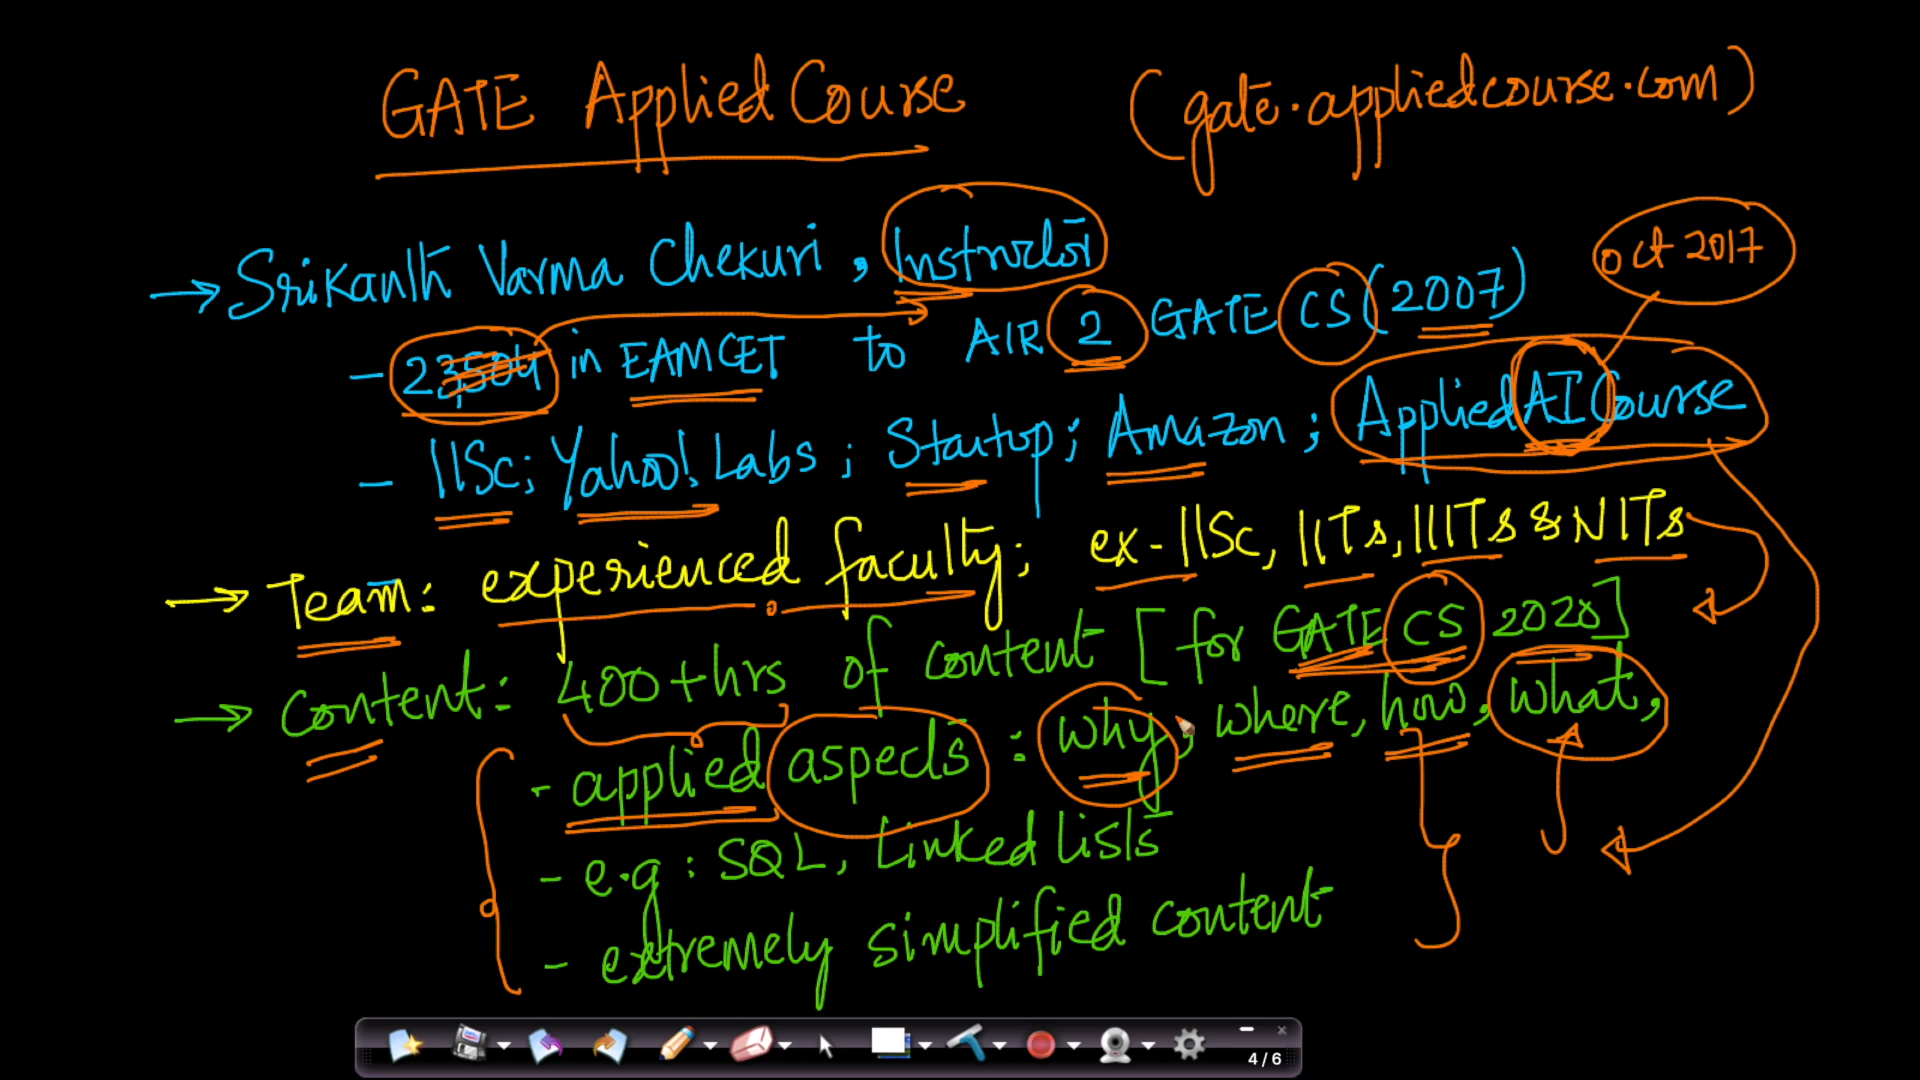 GATE Applied Course (gate.appliedcourse.com)
→ Srikanth Varma Chekuri, Instructor
oct 2017
- 23,504 in EAMCET to AIR 2 GATE CS (2007)
- IISc; Yahoo! Labs; Startup; Amazon; Applied AI Course
→ Team: experienced faculty; ex-IISc, IITs, IIITs & NITs
→ Content: 400+hrs of content [for GATE CS 2020]
- applied aspects: why, where, how, what,
- e.g: SQL, Linked lists
- extremely simplified content
4/6